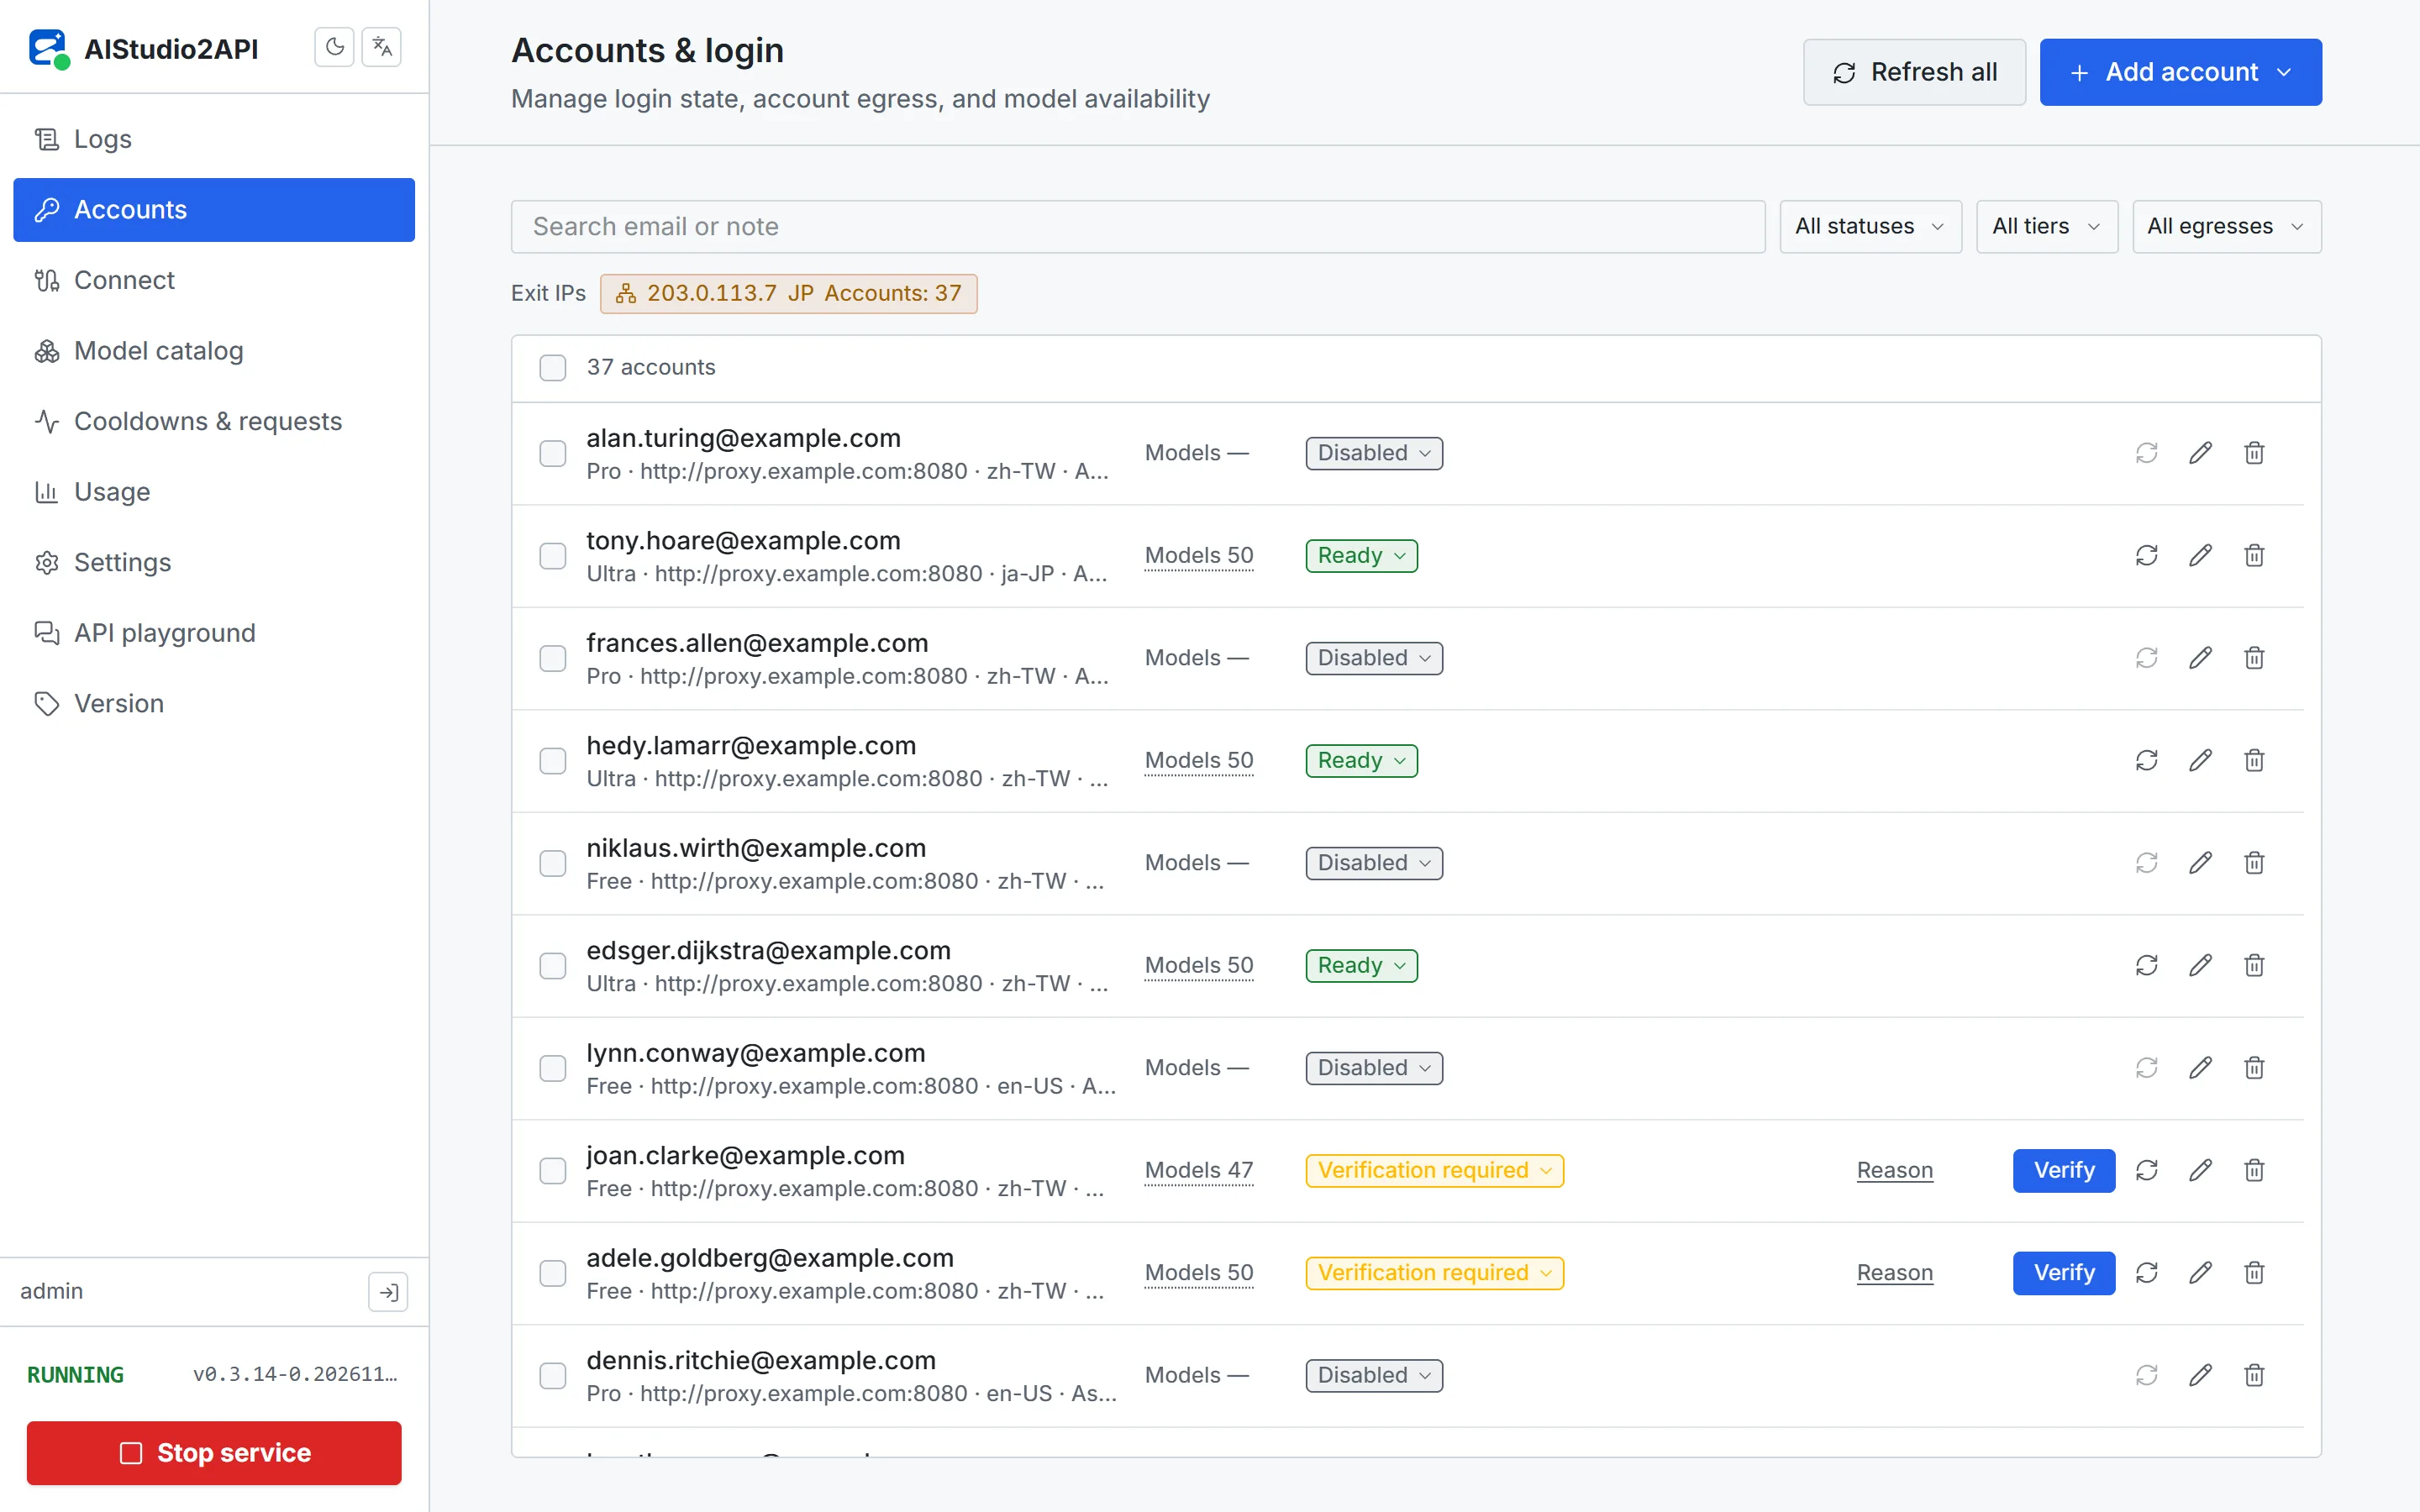 AIStudio2API
Logs
Accounts
Connect
Model catalog
Cooldowns & requests
Usage
Settings
API playground
Version
admin
RUNNING v0.3.14-0.202611…
Stop service
Accounts & login
Manage login state, account egress, and model availability
Refresh all
Add account
Search email or note
All statuses
All tiers
All egresses
Exit IPs 203.0.113.7 JP Accounts: 37
37 accounts
alan.turing@example.com
Pro · http://proxy.example.com:8080 · zh-TW · A...
Models — Disabled
tony.hoare@example.com
Ultra · http://proxy.example.com:8080 · ja-JP · A...
Models 50 Ready
frances.allen@example.com
Pro · http://proxy.example.com:8080 · zh-TW · A...
Models — Disabled
hedy.lamarr@example.com
Ultra · http://proxy.example.com:8080 · zh-TW · ...
Models 50 Ready
niklaus.wirth@example.com
Free · http://proxy.example.com:8080 · zh-TW · ...
Models — Disabled
edsger.dijkstra@example.com
Ultra · http://proxy.example.com:8080 · zh-TW · ...
Models 50 Ready
lynn.conway@example.com
Free · http://proxy.example.com:8080 · en-US · A...
Models — Disabled
joan.clarke@example.com
Free · http://proxy.example.com:8080 · zh-TW · ...
Models 47 Verification required Reason Verify
adele.goldberg@example.com
Free · http://proxy.example.com:8080 · zh-TW · ...
Models 50 Verification required Reason Verify
dennis.ritchie@example.com
Pro · http://proxy.example.com:8080 · en-US · As...
Models — Disabled